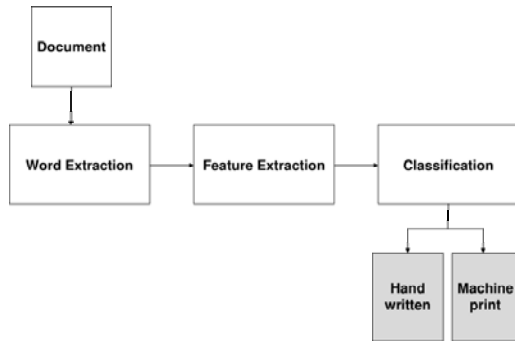 Document
Word Extraction
Feature Extraction
Classification
Hand
written
Machine
print